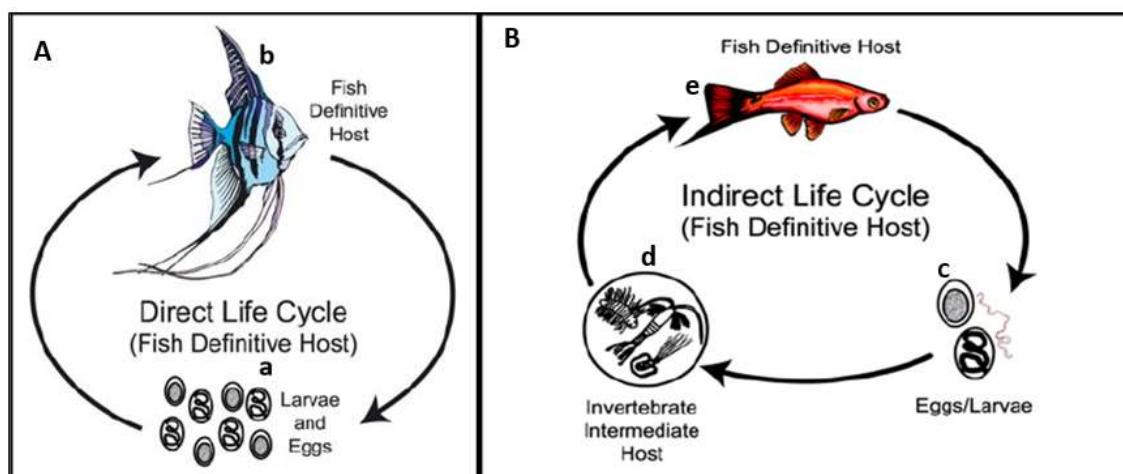 A
b
Fish
Definitive
Host
Direct Life Cycle
(Fish Definitive Host)
a
Larvae
and
Eggs
B
Fish Definitive Host
e
Indirect Life Cycle
(Fish Definitive Host)
d
c
Invertebrate
Intermediate
Host
Eggs/Larvae